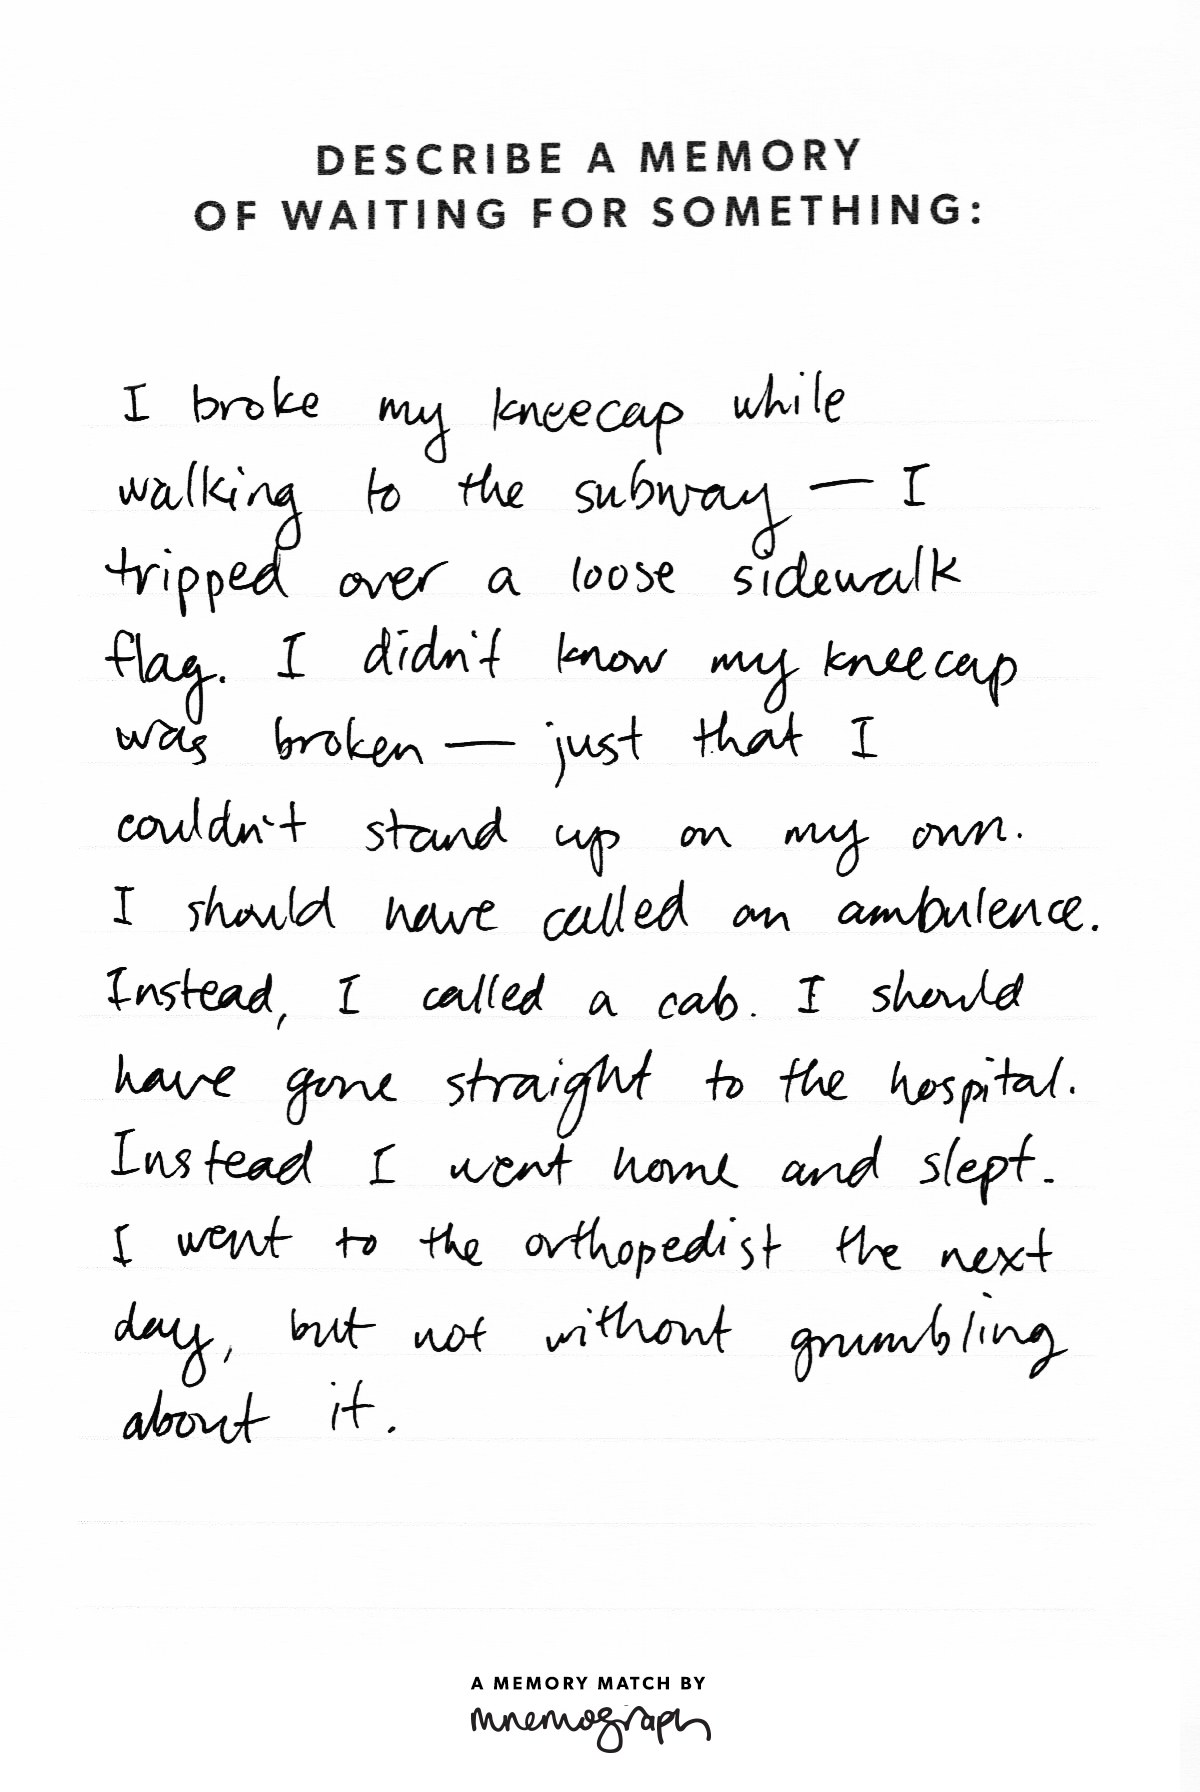 DESCRIBE A MEMORY
OF WAITING FOR SOMETHING:
I broke my kneecap while
walking to the subway — I
tripped over a loose sidewalk
flag. I didn't know my kneecap
was broken — just that I
couldn't stand up on my own.
I should have called an ambulence.
Instead, I called a cab. I should
have gone straight to the hospital.
Instead I went home and slept.
I went to the orthopedist the next
day, but not without grumbling
about it.
A MEMORY MATCH BY
mnemograph